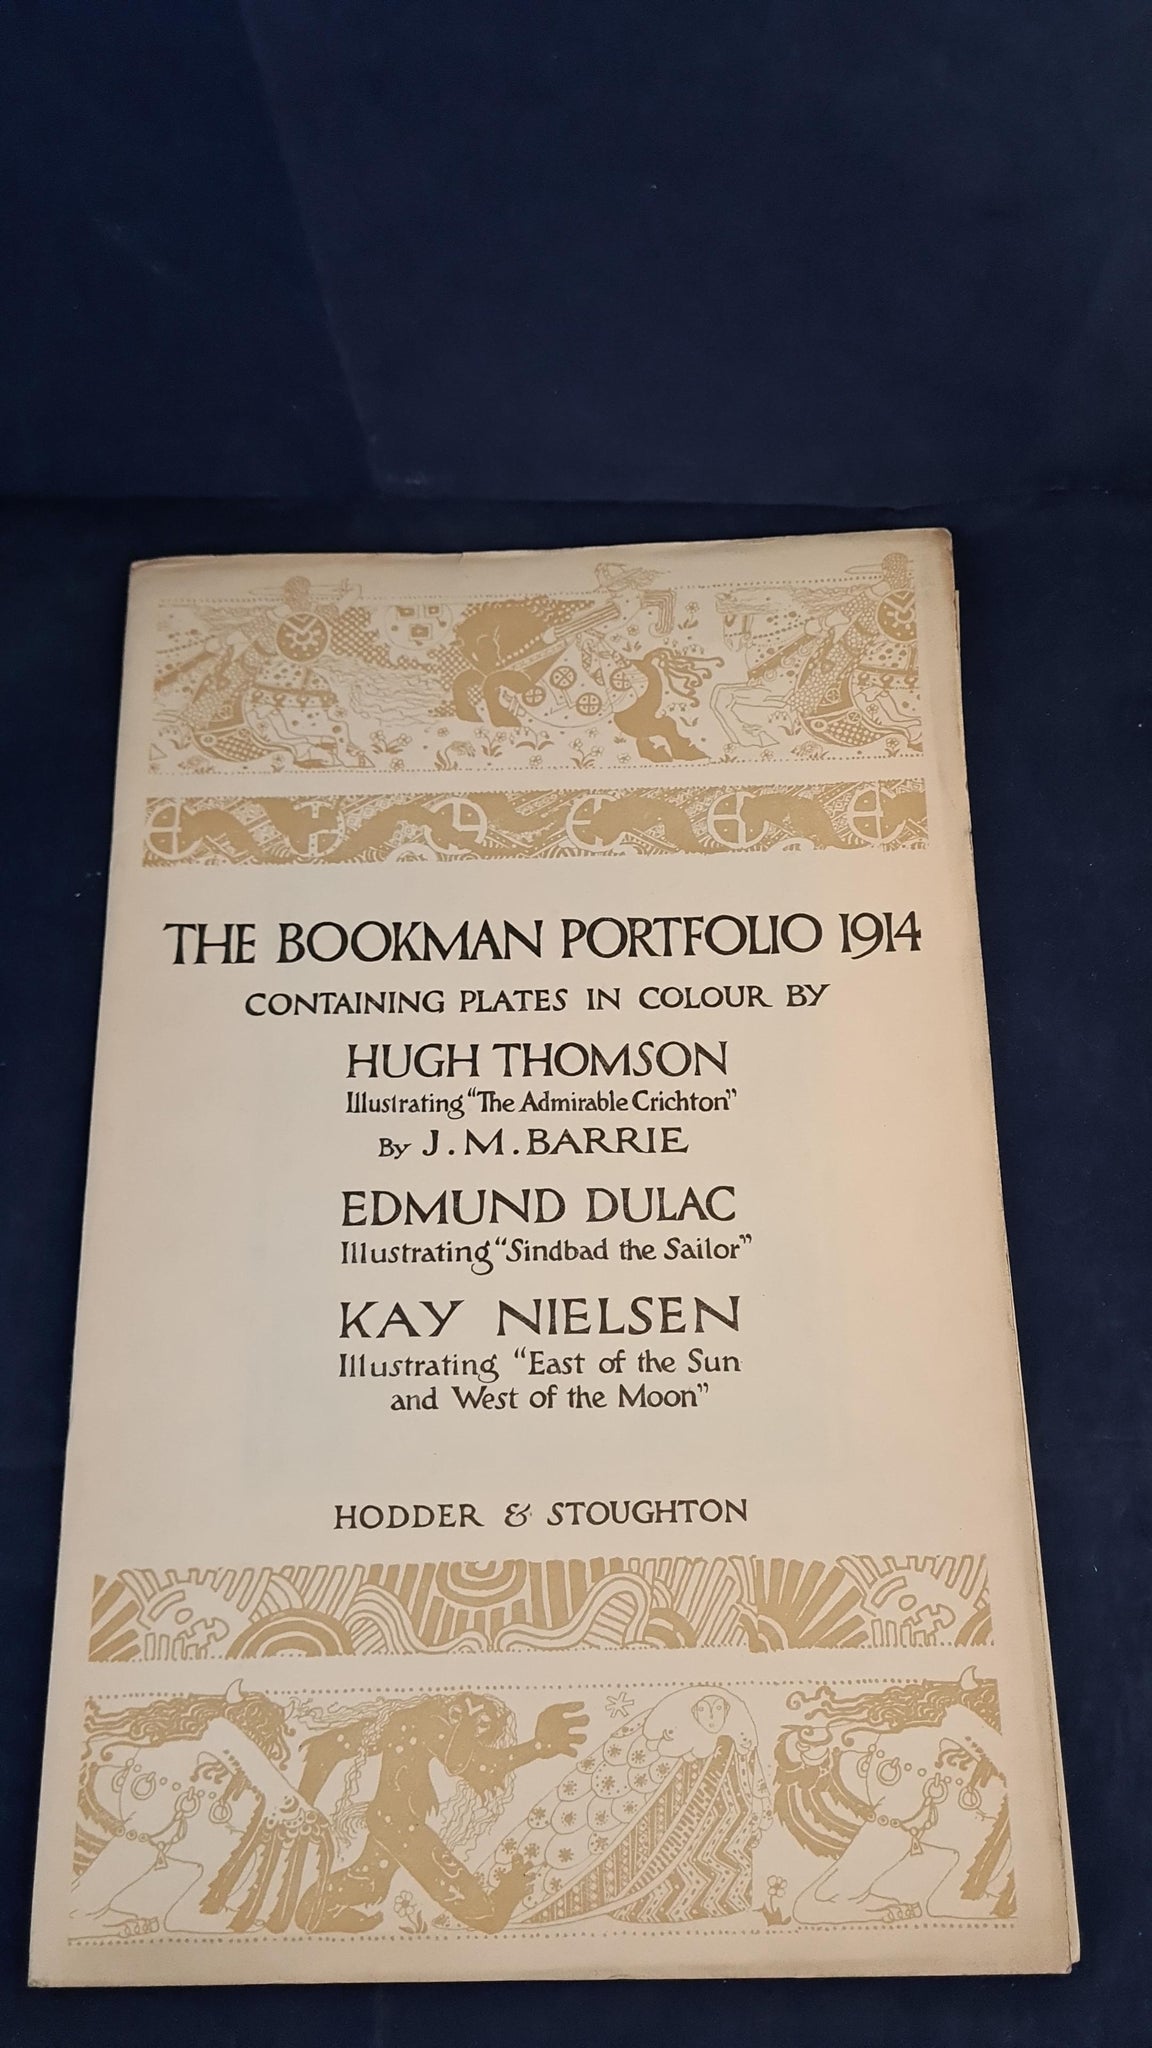 THE BOOKMAN PORTFOLIO 1914
CONTAINING PLATES IN COLOUR BY
HUGH THOMSON
Illustrating "The Admirable Crichton"
By J. M. BARRIE
EDMUND DULAC
Illustrating "Sindbad the Sailor"
KAY NIELSEN
Illustrating "East of the Sun
and West of the Moon"
HODDER & STOUGHTON